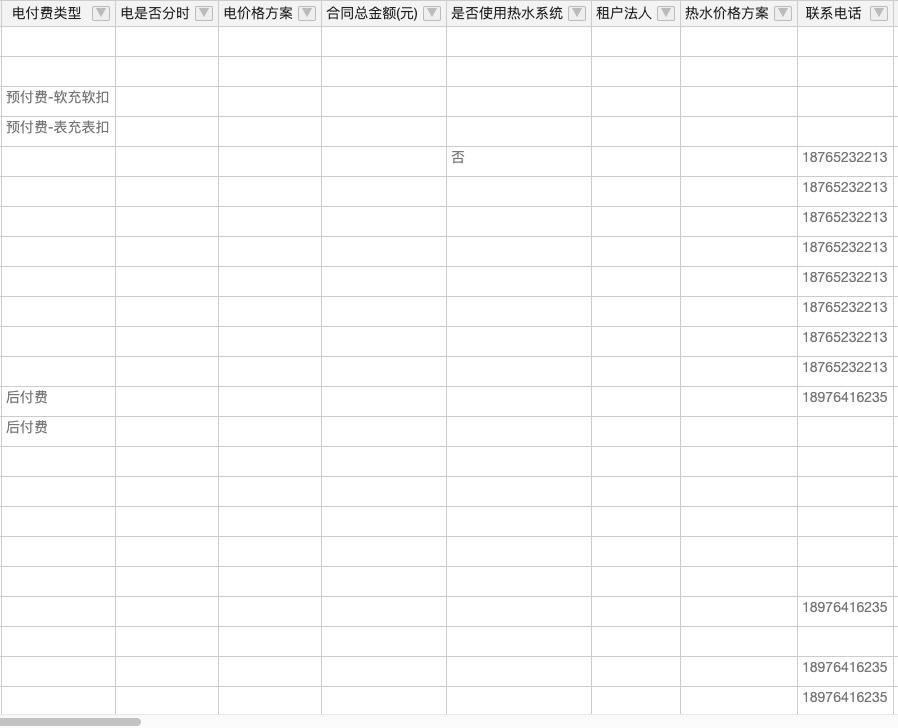 电付费类型 电是否分时 电价格方案 合同总金额(元) 是否使用热水系统 租户法人 热水价格方案 联系电话
预付费-软充软扣
预付费-表充表扣
否 18765232213
18765232213
18765232213
18765232213
18765232213
18765232213
18765232213
18765232213
后付费 18976416235
后付费
18976416235
18976416235
18976416235